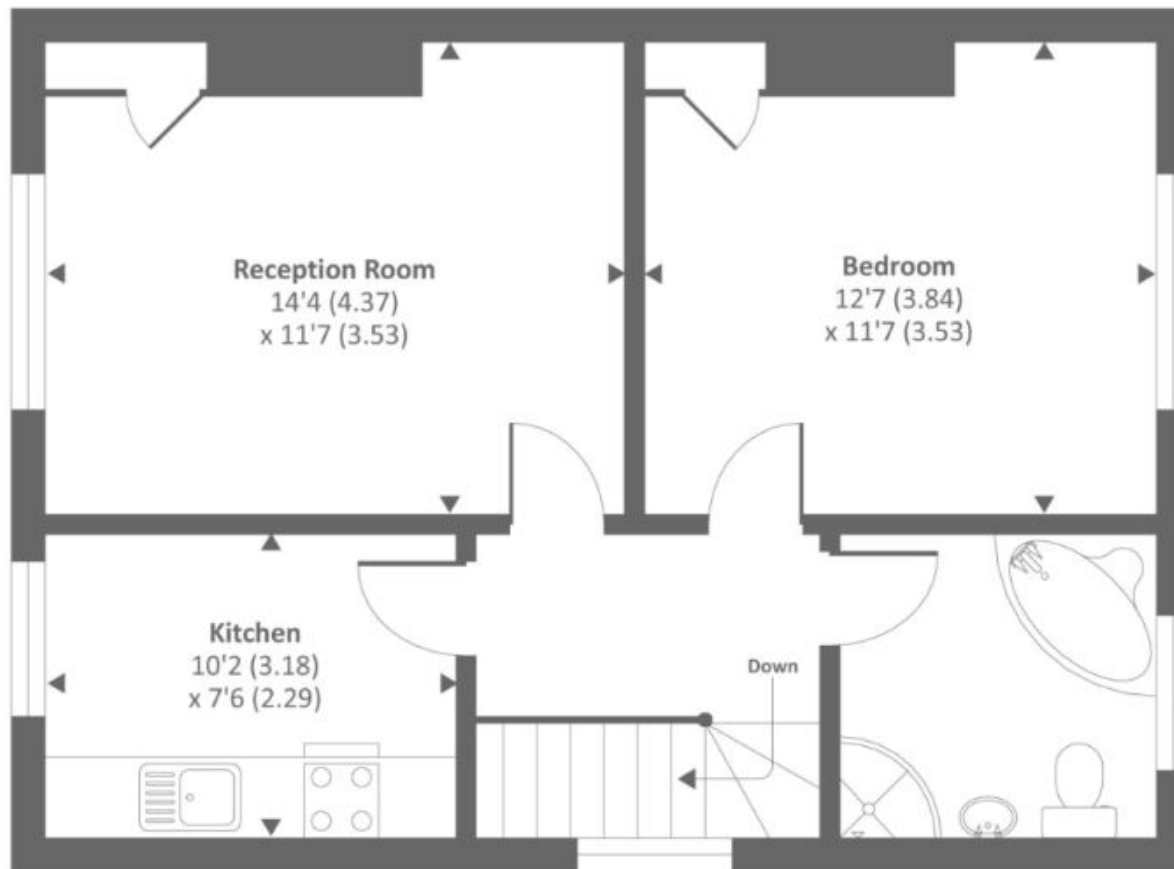 Reception Room
14'4 (4.37)
x 11'7 (3.53)
Bedroom
12'7 (3.84)
x 11'7 (3.53)
Kitchen
10'2 (3.18)
x 7'6 (2.29)
Down